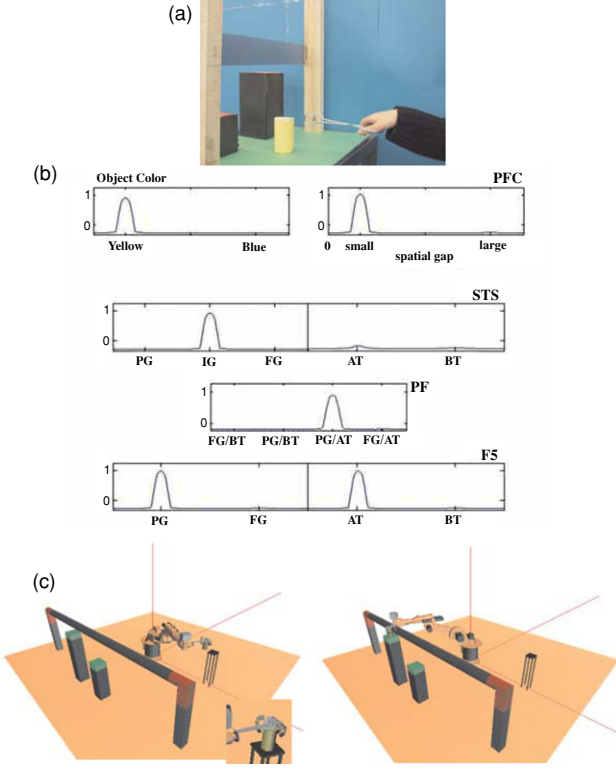 (a)
(b)
Object Color PFC
1 1
0 0
Yellow Blue 0 small large
spatial gap
STS
1
0
PG IG FG AT BT
PF
1
0
FG/BT PG/BT PG/AT FG/AT
F5
1
0
PG FG AT BT
(c)